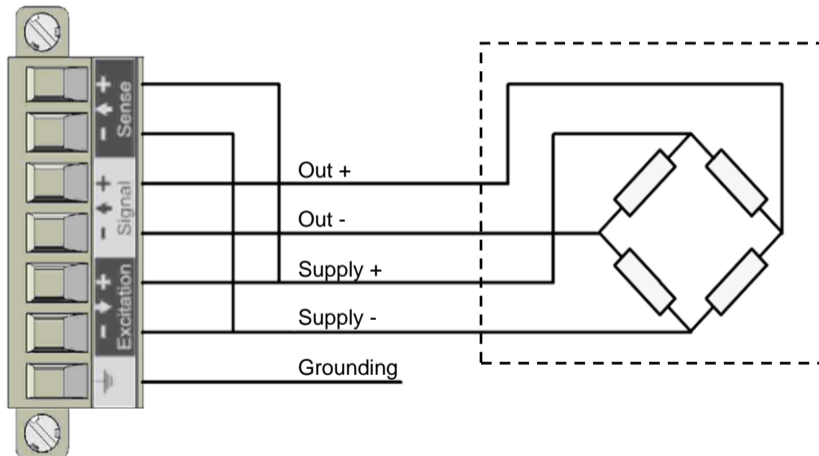 +
Sense
-
+
Signal
-
+
Excitation
-
Out +
Out -
Supply +
Supply -
Grounding